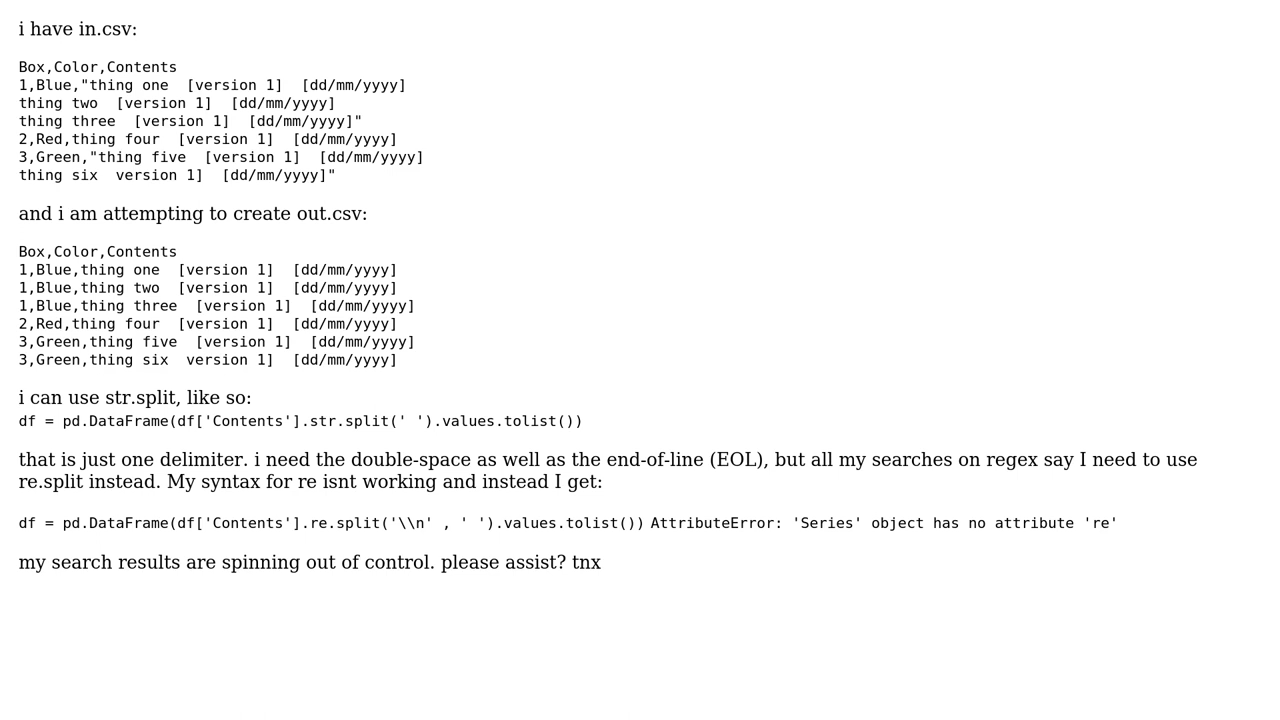 i have in.csv:
Box,Color,Contents
1,Blue,"thing one  [version 1]  [dd/mm/yyyy]
thing two  [version 1]  [dd/mm/yyyy]
thing three  [version 1]  [dd/mm/yyyy]"
2,Red,thing four  [version 1]  [dd/mm/yyyy]
3,Green,"thing five  [version 1]  [dd/mm/yyyy]
thing six  version 1]  [dd/mm/yyyy]"
and i am attempting to create out.csv:
Box,Color,Contents
1,Blue,thing one  [version 1]  [dd/mm/yyyy]
1,Blue,thing two  [version 1]  [dd/mm/yyyy]
1,Blue,thing three  [version 1]  [dd/mm/yyyy]
2,Red,thing four  [version 1]  [dd/mm/yyyy]
3,Green,thing five  [version 1]  [dd/mm/yyyy]
3,Green,thing six  version 1]  [dd/mm/yyyy]
i can use str.split, like so:
df = pd.DataFrame(df['Contents'].str.split(' ').values.tolist())
that is just one delimiter. i need the double-space as well as the end-of-line (EOL), but all my searches on regex say I need to use
re.split instead. My syntax for re isnt working and instead I get:
df = pd.DataFrame(df['Contents'].re.split('\\n' , ' ').values.tolist()) AttributeError: 'Series' object has no attribute 're'
my search results are spinning out of control. please assist? tnx